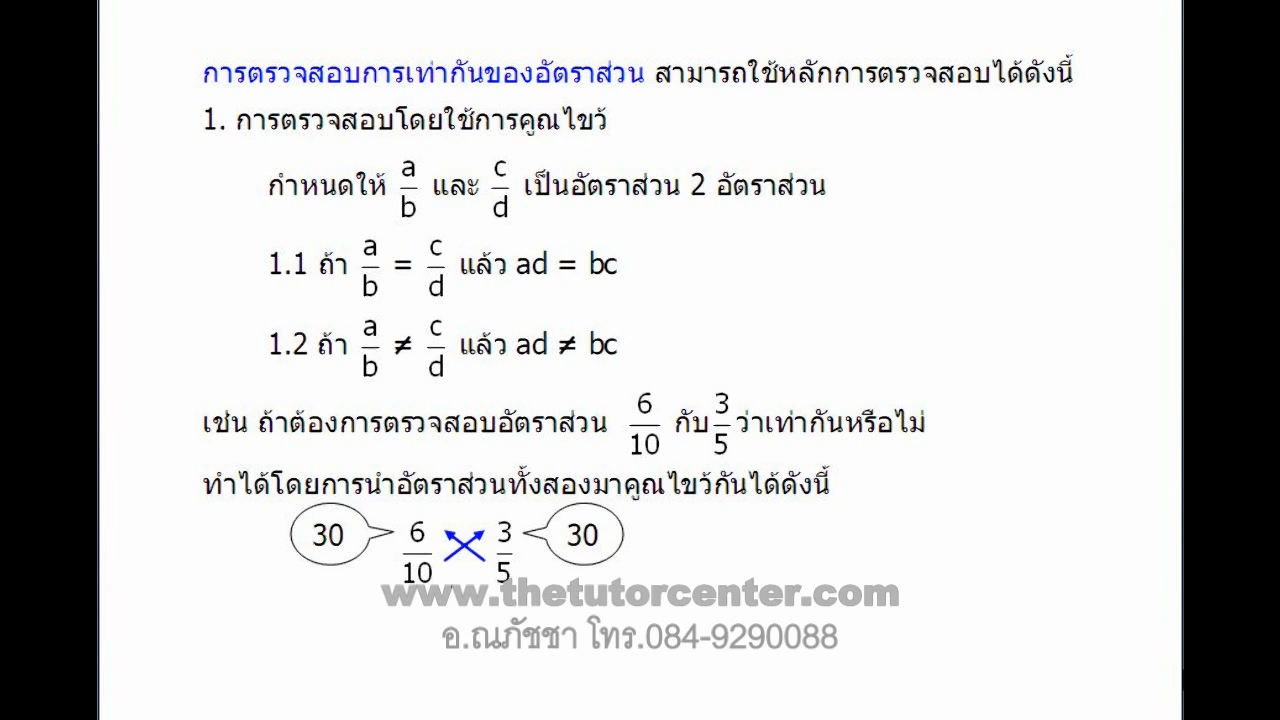 การตรวจสอบการเท่ากันของอัตราส่วน สามารถใช้หลักการตรวจสอบได้ดังนี้
1. การตรวจสอบโดยใช้การคูณไขว้
กำหนดให้ a/b และ c/d เป็นอัตราส่วน 2 อัตราส่วน
1.1 ถ้า a/b = c/d แล้ว ad = bc
1.2 ถ้า a/b ≠ c/d แล้ว ad ≠ bc
เช่น ถ้าต้องการตรวจสอบอัตราส่วน 6/10 กับ 3/5 ว่าเท่ากันหรือไม่
ทำได้โดยการนำอัตราส่วนทั้งสองมาคูณไขว้กันได้ดังนี้
30 6/10 3/5 30
www.thetutorcenter.com
อ.ณภัชชา โทร.084-9290088